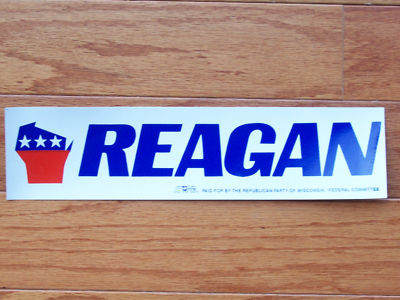 REAGAN
PAID FOR BY THE REPUBLICAN PARTY OF WISCONSIN, FEDERAL COMMITTEE